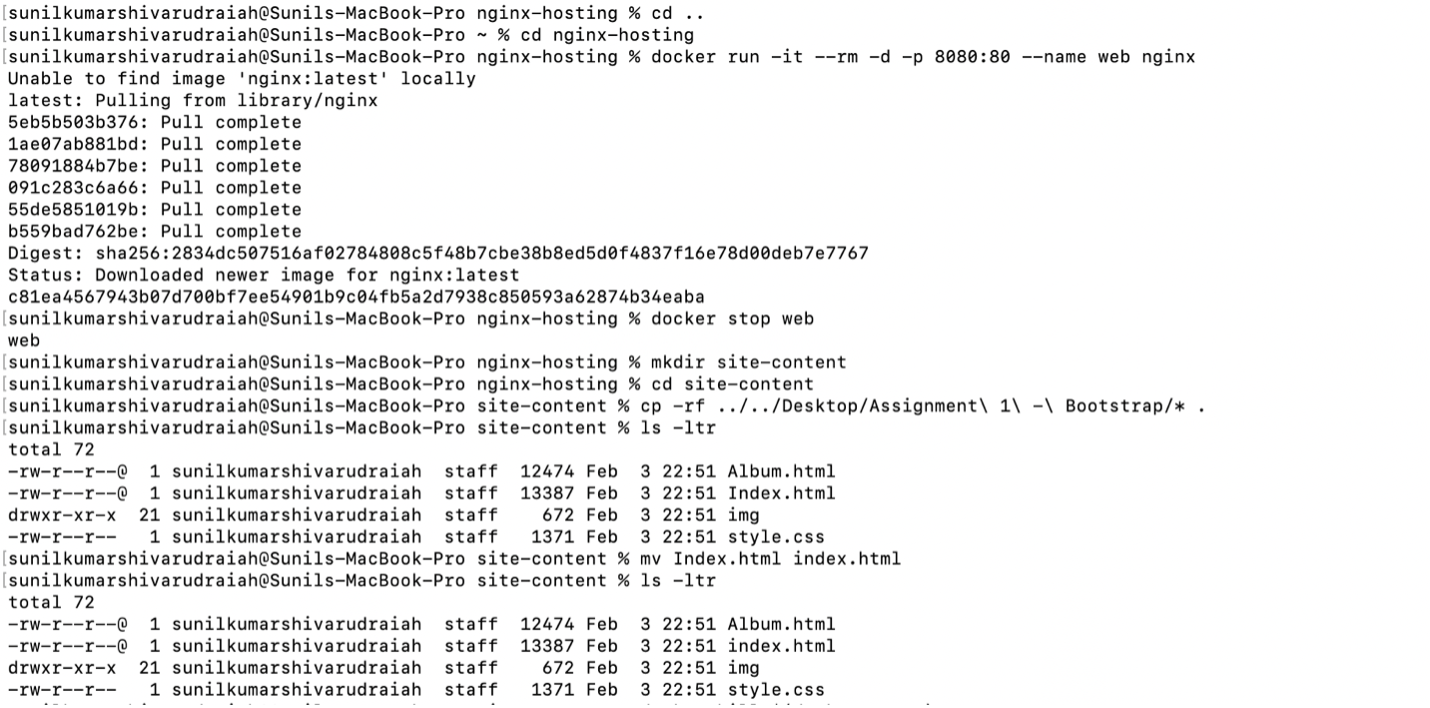 [sunilkumarshivarudraiah@Sunils-MacBook-Pro nginx-hosting % cd ..
[sunilkumarshivarudraiah@Sunils-MacBook-Pro ~ % cd nginx-hosting
[sunilkumarshivarudraiah@Sunils-MacBook-Pro nginx-hosting % docker run -it --rm -d -p 8080:80 --name web nginx
Unable to find image 'nginx:latest' locally
latest: Pulling from library/nginx
5eb5b503b376: Pull complete
1ae07ab881bd: Pull complete
78091884b7be: Pull complete
091c283c6a66: Pull complete
55de5851019b: Pull complete
b559bad762be: Pull complete
Digest: sha256:2834dc507516af02784808c5f48b7cbe38b8ed5d0f4837f16e78d00deb7e7767
Status: Downloaded newer image for nginx:latest
c81ea4567943b07d700bf7ee54901b9c04fb5a2d7938c850593a62874b34eaba
[sunilkumarshivarudraiah@Sunils-MacBook-Pro nginx-hosting % docker stop web
web
[sunilkumarshivarudraiah@Sunils-MacBook-Pro nginx-hosting % mkdir site-content
[sunilkumarshivarudraiah@Sunils-MacBook-Pro nginx-hosting % cd site-content
[sunilkumarshivarudraiah@Sunils-MacBook-Pro site-content % cp -rf ../../Desktop/Assignment\ 1\ -\ Bootstrap/* .
[sunilkumarshivarudraiah@Sunils-MacBook-Pro site-content % ls -ltr
total 72
-rw-r--r--@  1 sunilkumarshivarudraiah  staff  12474 Feb  3 22:51 Album.html
-rw-r--r--@  1 sunilkumarshivarudraiah  staff  13387 Feb  3 22:51 Index.html
drwxr-xr-x  21 sunilkumarshivarudraiah  staff    672 Feb  3 22:51 img
-rw-r--r--   1 sunilkumarshivarudraiah  staff   1371 Feb  3 22:51 style.css
[sunilkumarshivarudraiah@Sunils-MacBook-Pro site-content % mv Index.html index.html
[sunilkumarshivarudraiah@Sunils-MacBook-Pro site-content % ls -ltr
total 72
-rw-r--r--@  1 sunilkumarshivarudraiah  staff  12474 Feb  3 22:51 Album.html
-rw-r--r--@  1 sunilkumarshivarudraiah  staff  13387 Feb  3 22:51 index.html
drwxr-xr-x  21 sunilkumarshivarudraiah  staff    672 Feb  3 22:51 img
-rw-r--r--   1 sunilkumarshivarudraiah  staff   1371 Feb  3 22:51 style.css